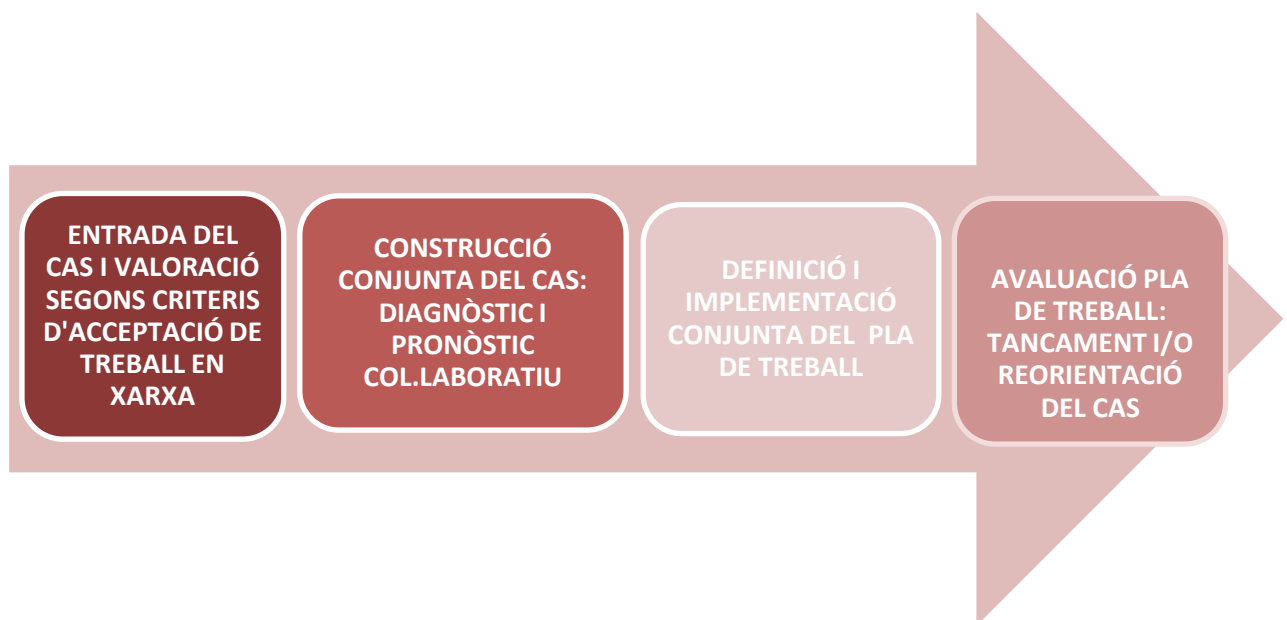 ENTRADA DEL
CAS I VALORACIÓ
SEGONS CRITERIS
D'ACCEPTACIÓ DE
TREBALL EN
XARXA
CONSTRUCCIÓ
CONJUNTA DEL CAS:
DIAGNÒSTIC I
PRONÒSTIC
COL.LABORATIU
DEFINICIÓ I
IMPLEMENTACIÓ
CONJUNTA DEL  PLA
DE TREBALL
AVALUACIÓ PLA
DE TREBALL:
TANCAMENT I/O
REORIENTACIÓ
DEL CAS